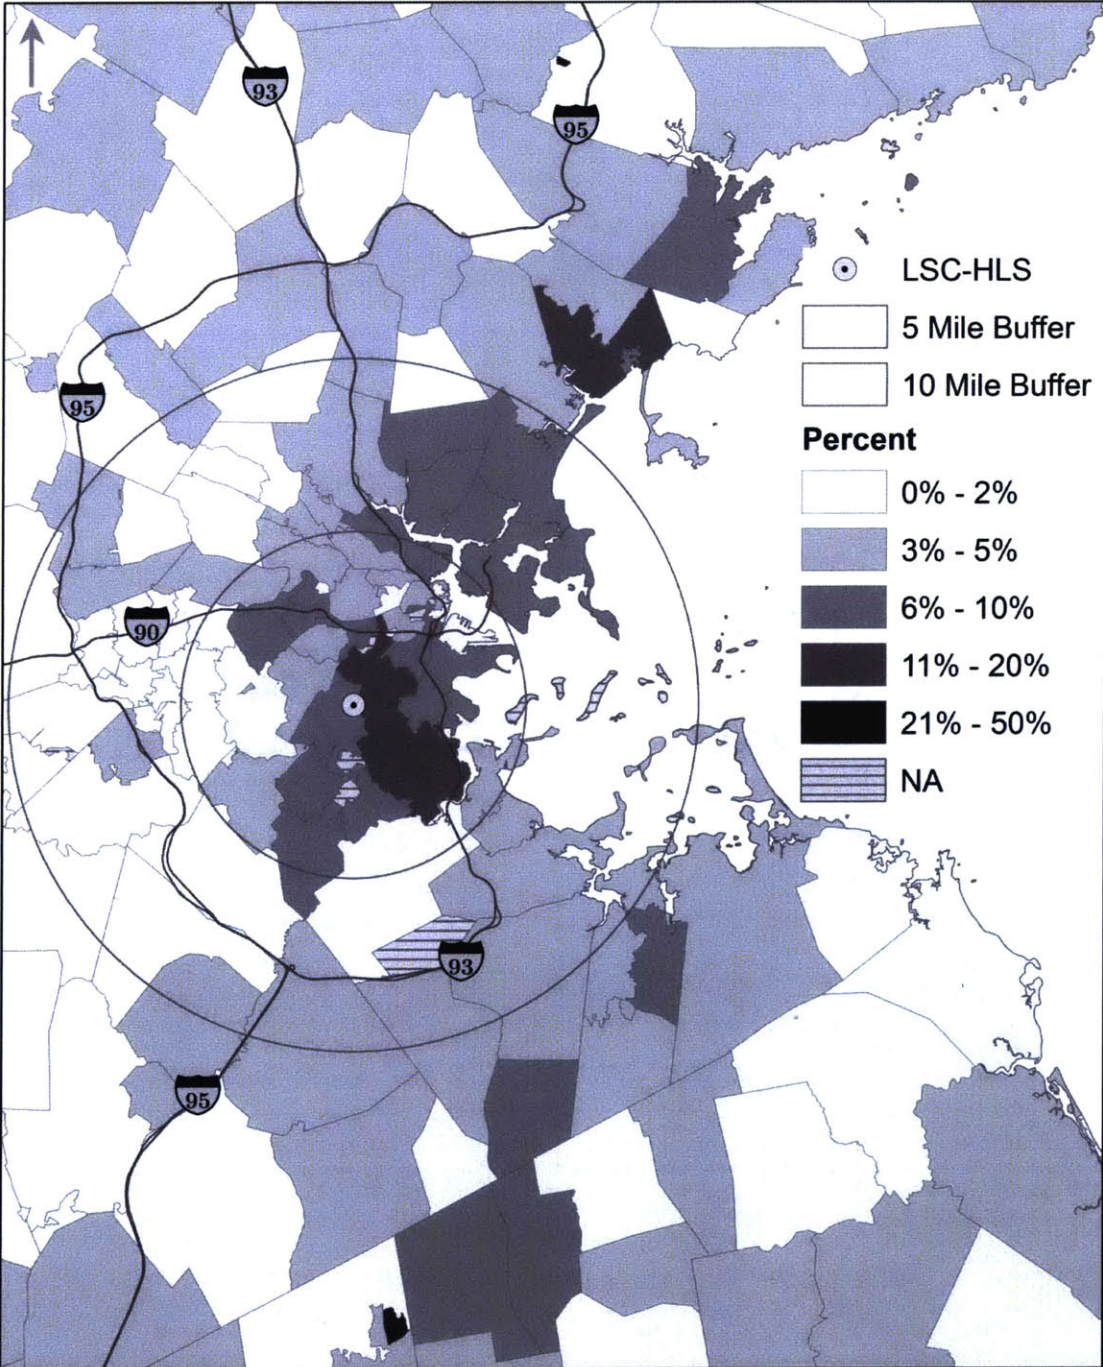 93
95
LSC-HLS
5 Mile Buffer
10 Mile Buffer
95
Percent
0% - 2%
3% - 5%
6% - 10%
90
11% - 20%
21% - 50%
NA
93
95